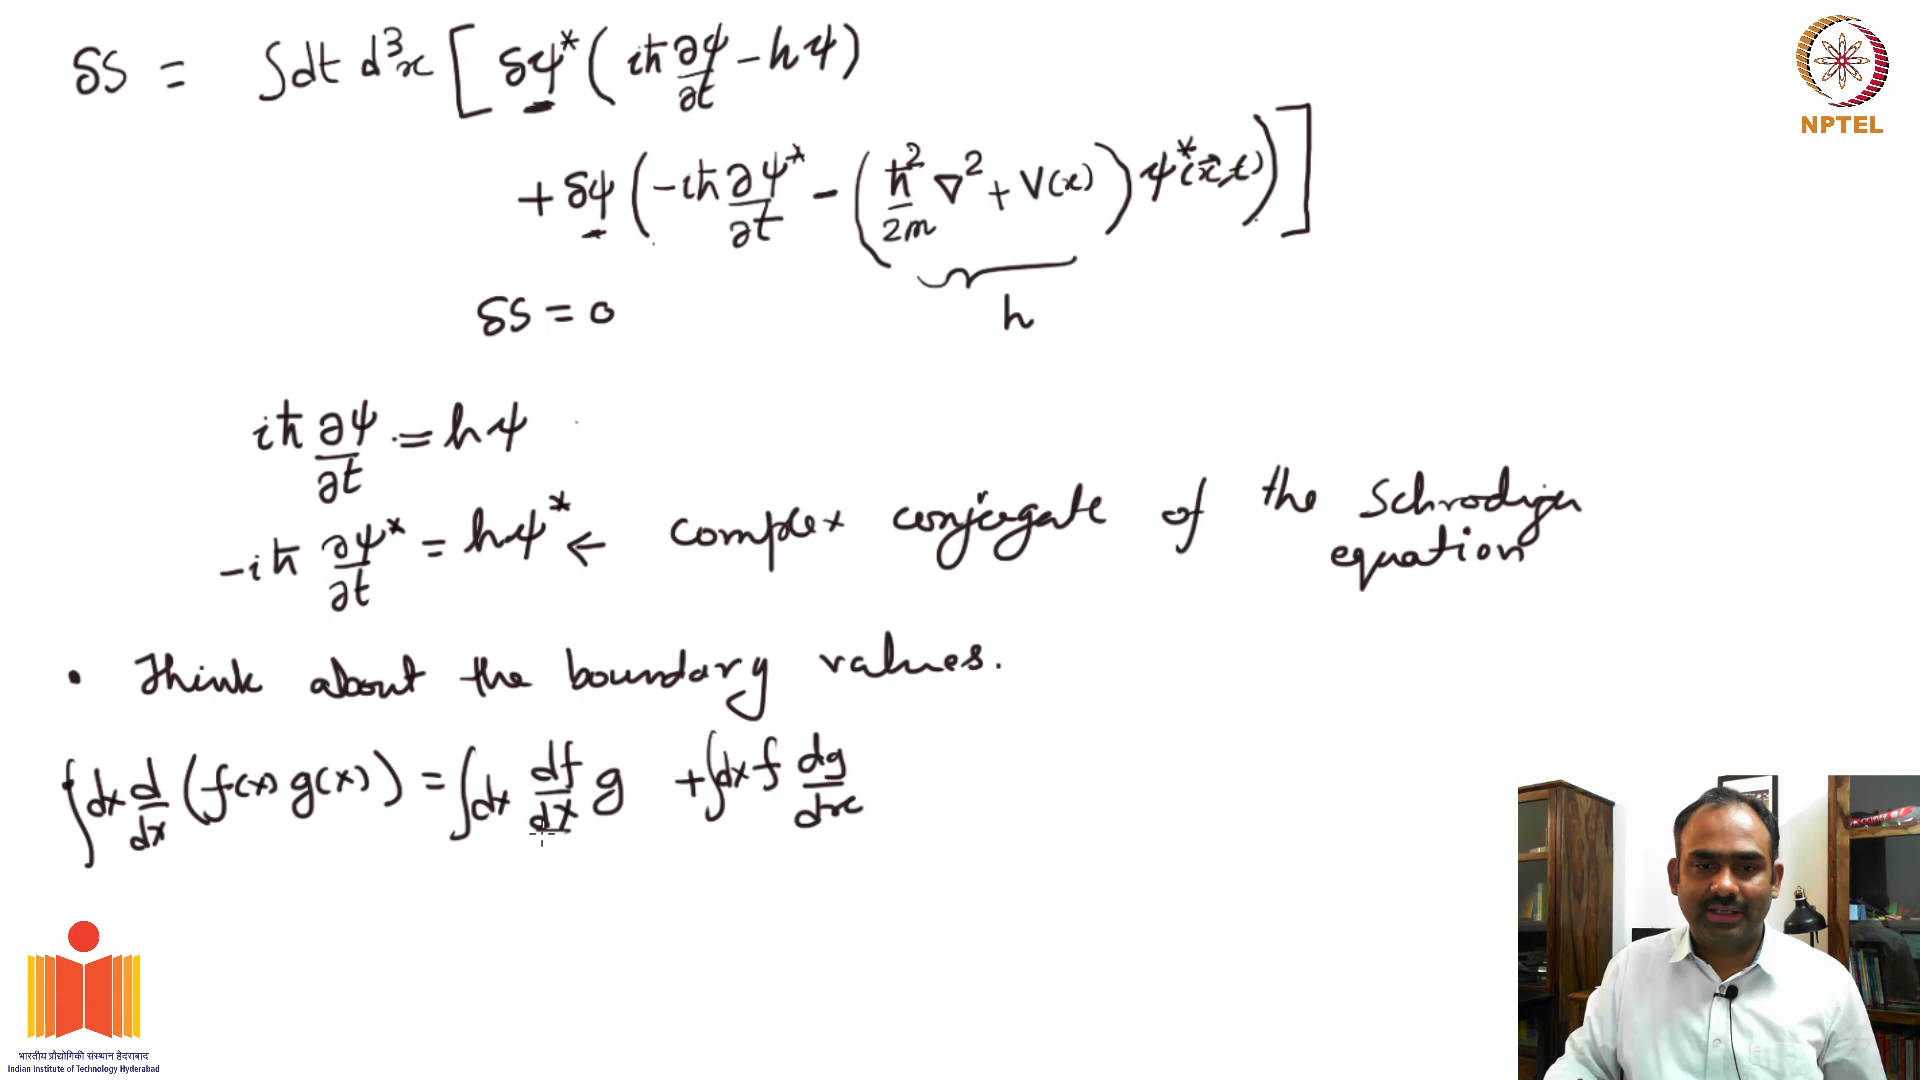 δS = ∫dt d³x [ δψ* ( iħ ∂ψ/∂t - hψ)
+ δψ ( -iħ ∂ψ*/∂t - ( ħ²/2m ∇² + V(x) ) ψ*(x⃗,t) ) ]
δS = 0
h
iħ ∂ψ/∂t = hψ
-iħ ∂ψ*/∂t = hψ* ← complex conjugate of the Schrodiger
equation
• Think about the boundary values.
∫dx d/dx (f(x) g(x)) = ∫dx df/dx g + ∫dx f dg/dx
NPTEL
भारतीय प्रौद्योगिकी संस्थान हैदराबाद
Indian Institute of Technology Hyderabad